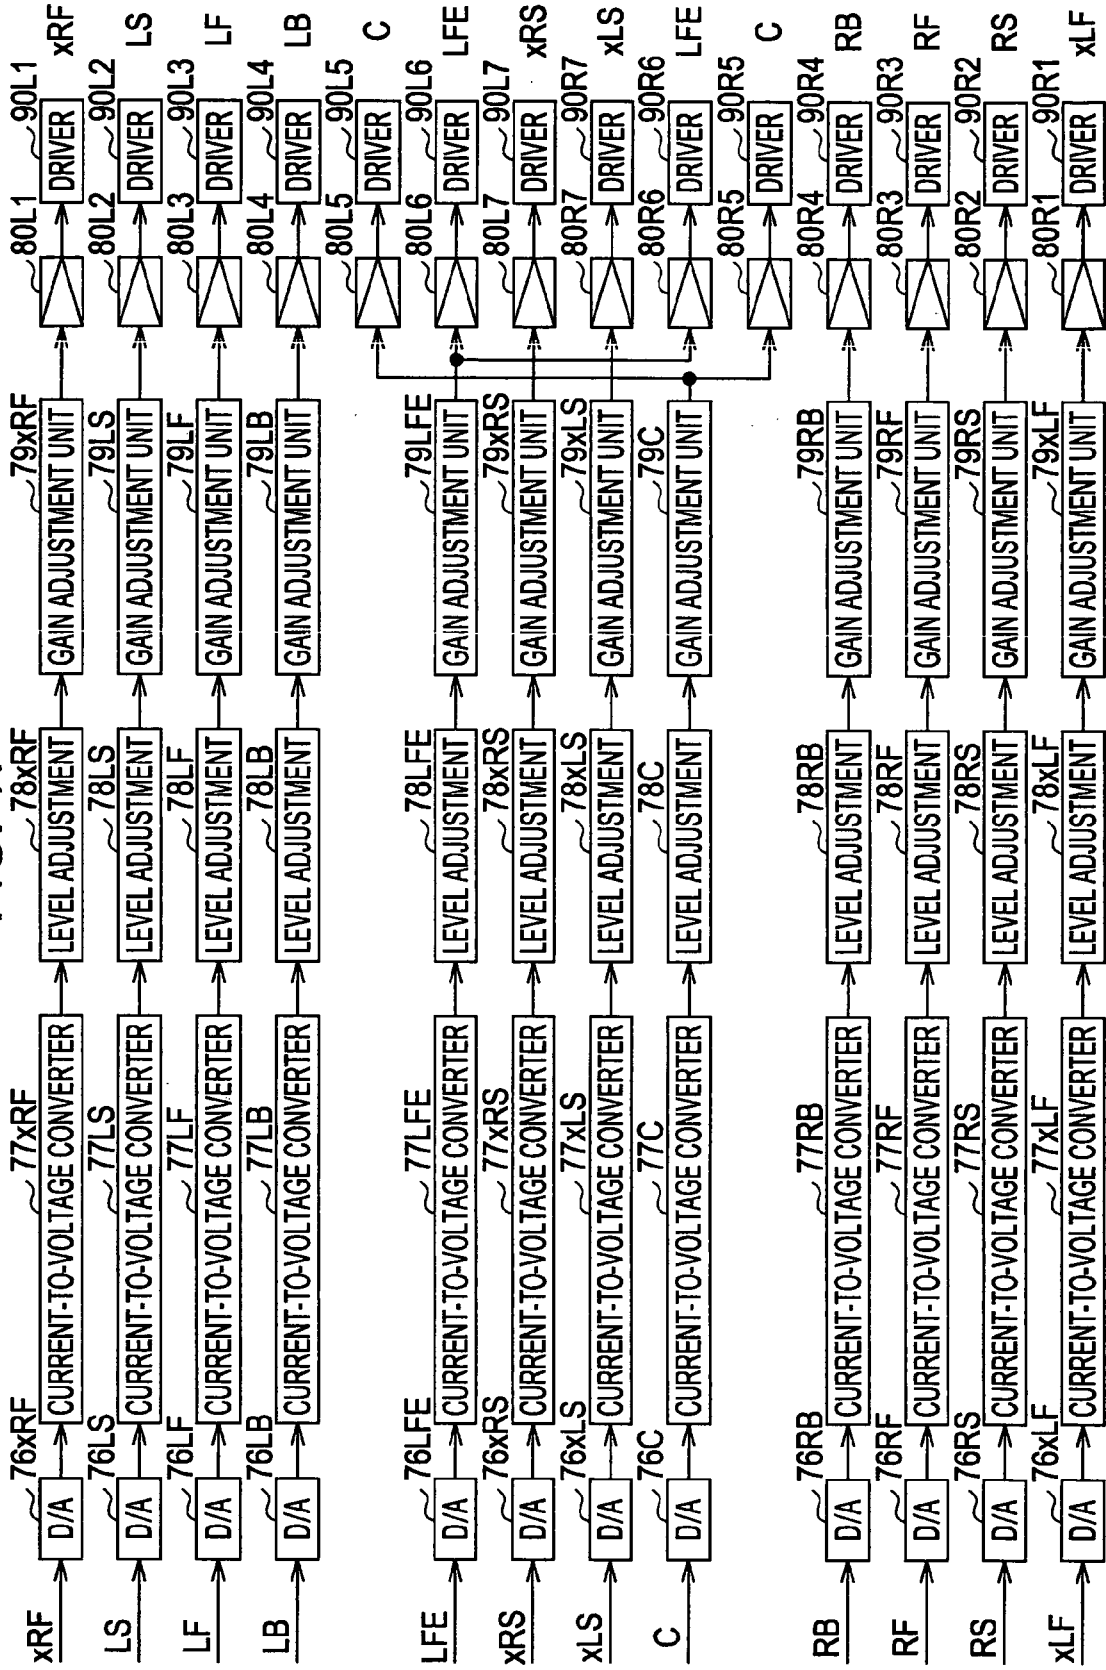 76xRF 77xRF 78xRF 79xRF 80L1 90L1
xRF D/A CURRENT-TO-VOLTAGE CONVERTER LEVEL ADJUSTMENT GAIN ADJUSTMENT UNIT DRIVER xRF
76LS 77LS 78LS 79LS 80L2 90L2
LS D/A CURRENT-TO-VOLTAGE CONVERTER LEVEL ADJUSTMENT GAIN ADJUSTMENT UNIT DRIVER LS
76LF 77LF 78LF 79LF 80L3 90L3
LF D/A CURRENT-TO-VOLTAGE CONVERTER LEVEL ADJUSTMENT GAIN ADJUSTMENT UNIT DRIVER LF
76LB 77LB 78LB 79LB 80L4 90L4
LB D/A CURRENT-TO-VOLTAGE CONVERTER LEVEL ADJUSTMENT GAIN ADJUSTMENT UNIT DRIVER LB
80L5 90L5
DRIVER C
76LFE 77LFE 78LFE 79LFE 80L6 90L6
LFE D/A CURRENT-TO-VOLTAGE CONVERTER LEVEL ADJUSTMENT GAIN ADJUSTMENT UNIT DRIVER LFE
76xRS 77xRS 78xRS 79xRS 80L7 90L7
xRS D/A CURRENT-TO-VOLTAGE CONVERTER LEVEL ADJUSTMENT GAIN ADJUSTMENT UNIT DRIVER xRS
76xLS 77xLS 78xLS 79xLS 80R7 90R7
xLS D/A CURRENT-TO-VOLTAGE CONVERTER LEVEL ADJUSTMENT GAIN ADJUSTMENT UNIT DRIVER xLS
76C 77C 78C 79C 80R6 90R6
C D/A CURRENT-TO-VOLTAGE CONVERTER LEVEL ADJUSTMENT GAIN ADJUSTMENT UNIT DRIVER LFE
80R5 90R5
DRIVER C
76RB 77RB 78RB 79RB 80R4 90R4
RB D/A CURRENT-TO-VOLTAGE CONVERTER LEVEL ADJUSTMENT GAIN ADJUSTMENT UNIT DRIVER RB
76RF 77RF 78RF 79RF 80R3 90R3
RF D/A CURRENT-TO-VOLTAGE CONVERTER LEVEL ADJUSTMENT GAIN ADJUSTMENT UNIT DRIVER RF
76RS 77RS 78RS 79RS 80R2 90R2
RS D/A CURRENT-TO-VOLTAGE CONVERTER LEVEL ADJUSTMENT GAIN ADJUSTMENT UNIT DRIVER RS
76xLF 77xLF 78xLF 79xLF 80R1 90R1
xLF D/A CURRENT-TO-VOLTAGE CONVERTER LEVEL ADJUSTMENT GAIN ADJUSTMENT UNIT DRIVER xLF